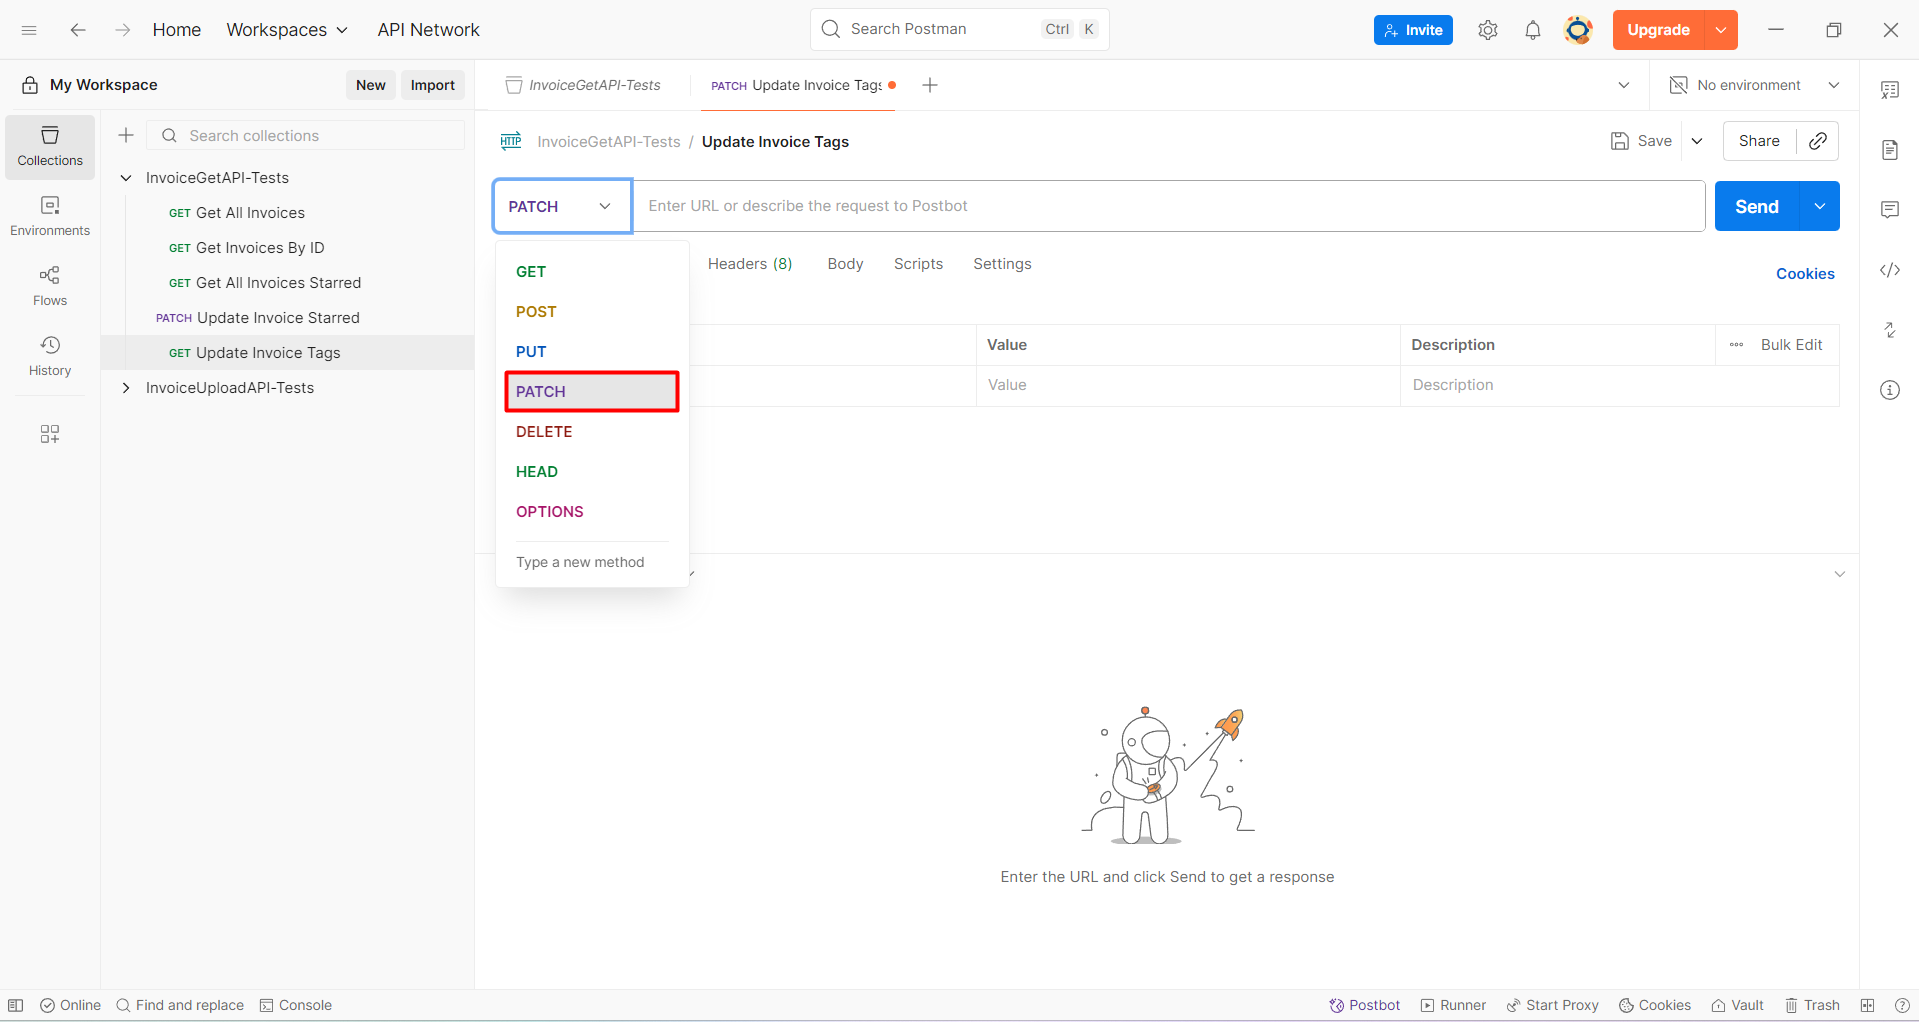 Home
Workspaces
API Network
Search Postman
Ctrl
K
Invite
Upgrade
My Workspace
New
Import
InvoiceGetAPI-Tests
PATCH Update Invoice Tags
No environment
Collections
Search collections
Environments
Flows
History
InvoiceGetAPI-Tests
GET Get All Invoices
GET Get Invoices By ID
GET Get All Invoices Starred
PATCH Update Invoice Starred
GET Update Invoice Tags
InvoiceUploadAPI-Tests
HTTP
InvoiceGetAPI-Tests / Update Invoice Tags
Save
Share
PATCH
Enter URL or describe the request to Postbot
Send
Headers (8)
Body
Scripts
Settings
Cookies
GET
POST
PUT
PATCH
DELETE
HEAD
OPTIONS
Type a new method
Value
Description
Bulk Edit
Value
Description
Enter the URL and click Send to get a response
Online
Find and replace
Console
Postbot
Runner
Start Proxy
Cookies
Vault
Trash